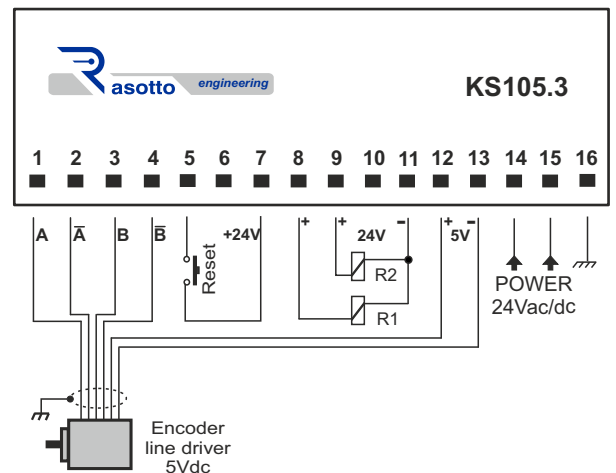 Rasotto engineering
KS105.3
1 2 3 4 5 6 7 8 9 10 11 12 13 14 15 16
A A̅ B B̅ +24V + + 24V - + 5V -
Reset
R2
R1
POWER
24Vac/dc
Encoder
line driver
5Vdc